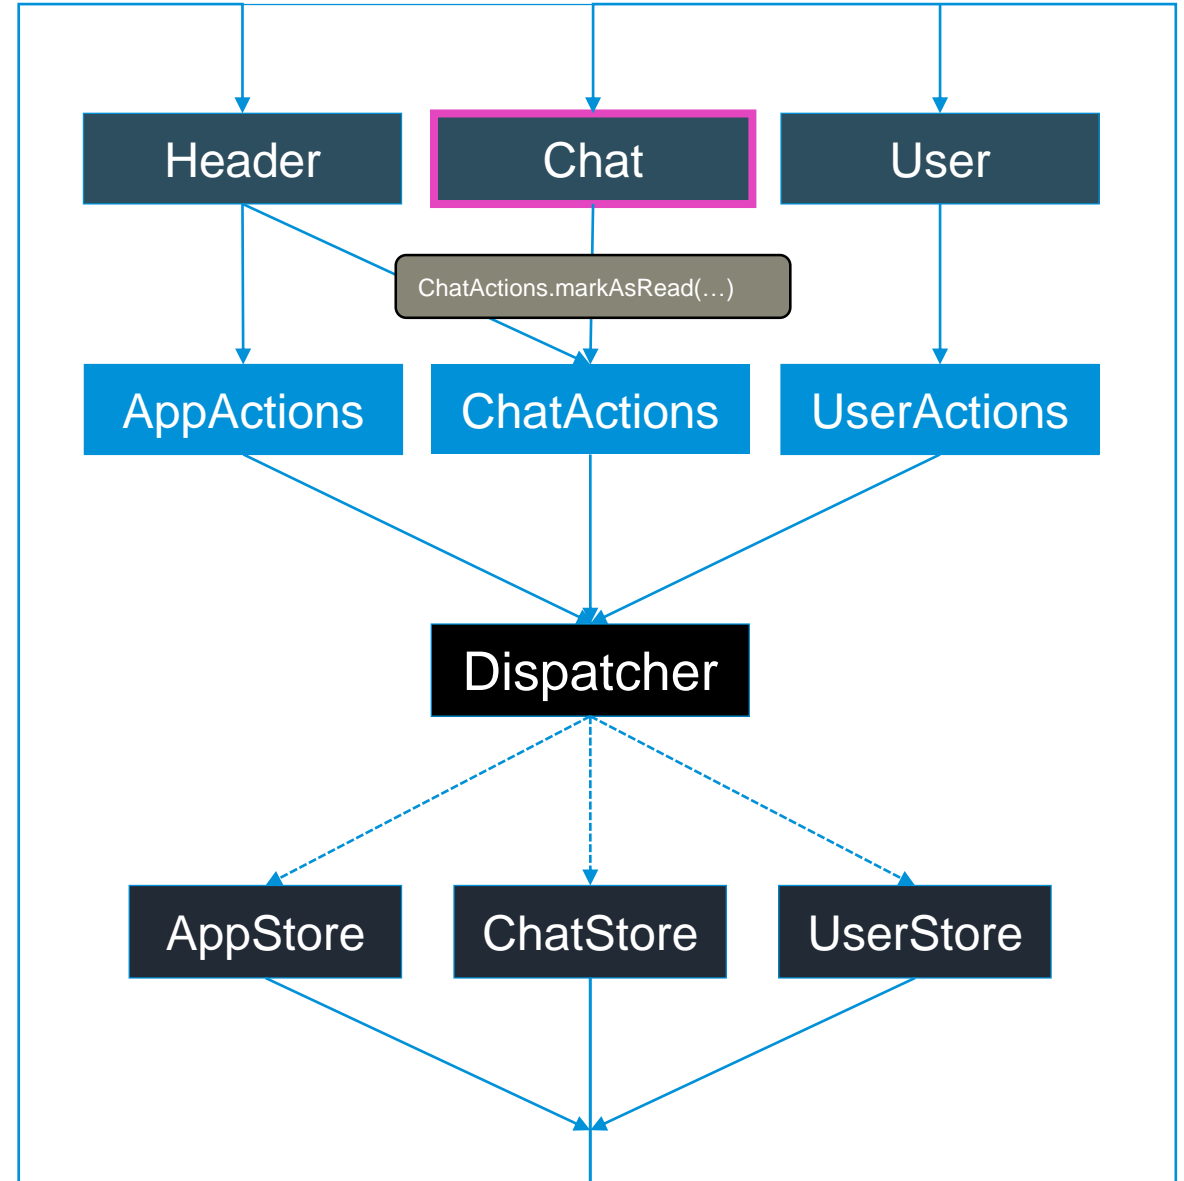 Header
Chat
User
ChatActions.markAsRead(…)
AppActions
ChatActions
UserActions
Dispatcher
AppStore
ChatStore
UserStore